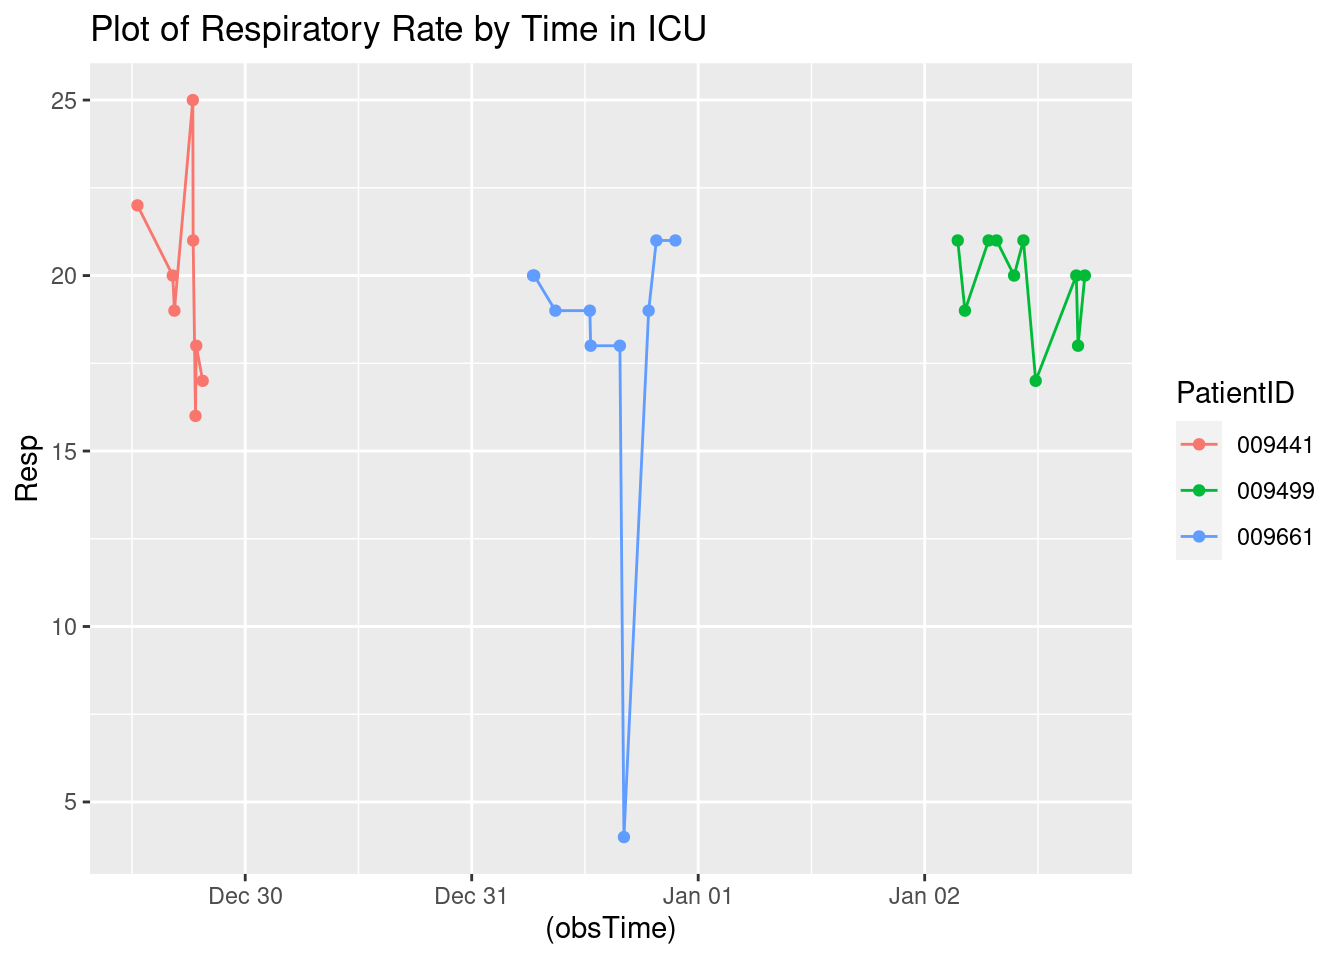 Plot of Respiratory Rate by Time in ICU
25
20
15
10
5
Resp
Dec 30
Dec 31
Jan 01
Jan 02
(obsTime)
PatientID
009441
009499
009661